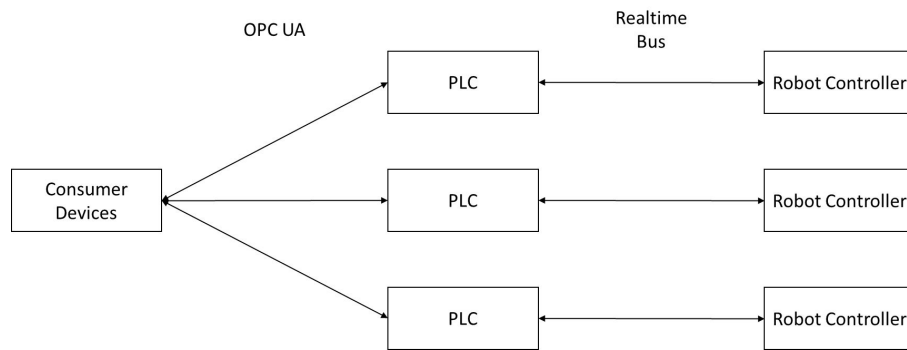 OPC UA
Realtime
Bus
PLC
Robot Controller
Consumer
Devices
PLC
Robot Controller
PLC
Robot Controller